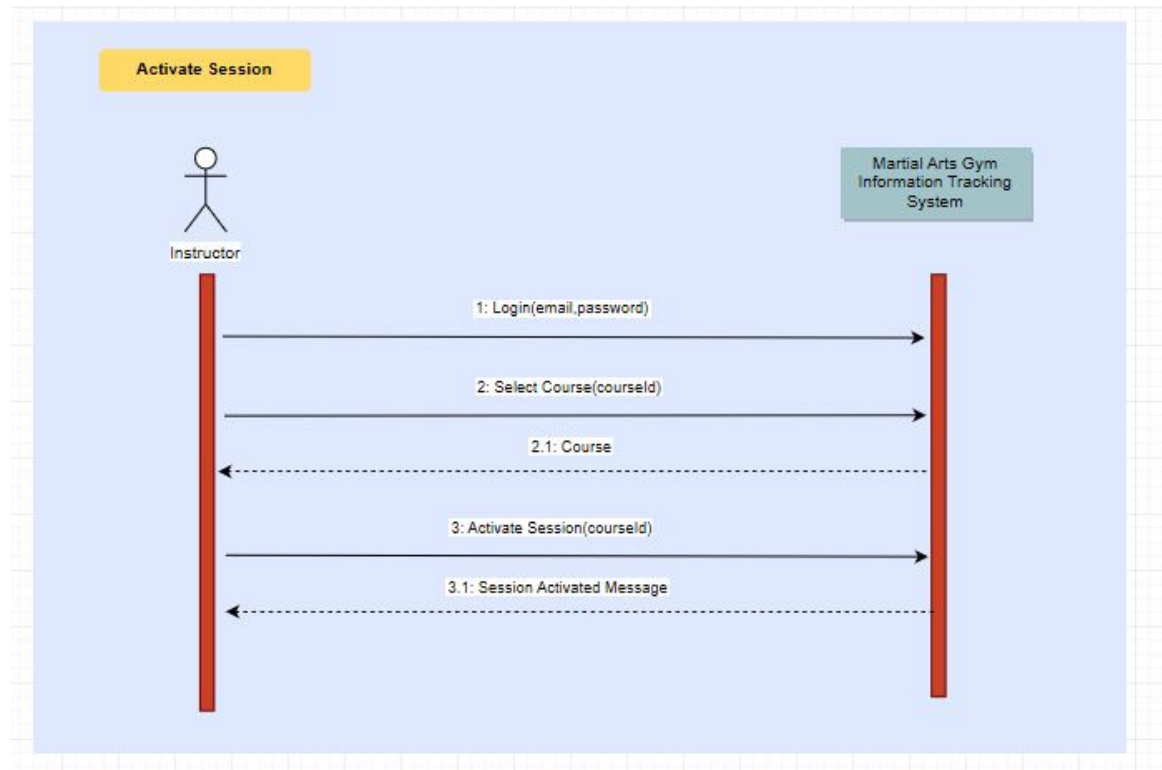 Activate Session
Martial Arts Gym
Information Tracking
System
Instructor
1: Login(email,password)
2: Select Course(courseId)
2.1: Course
3: Activate Session(courseId)
3.1: Session Activated Message